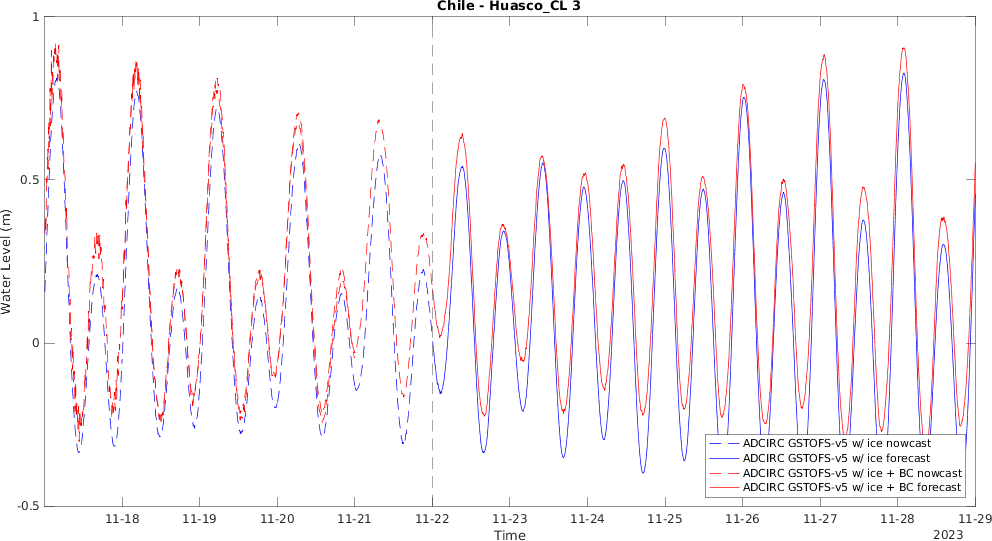 Chile - Huasco_CL 3
1
0.5
0
-0.5
Water Level (m)
11-18 11-19 11-20 11-21 11-22 11-23 11-24 11-25 11-26 11-27 11-28 11-29
Time
2023
ADCIRC GSTOFS-v5 w/ ice nowcast
ADCIRC GSTOFS-v5 w/ ice forecast
ADCIRC GSTOFS-v5 w/ ice + BC nowcast
ADCIRC GSTOFS-v5 w/ ice + BC forecast